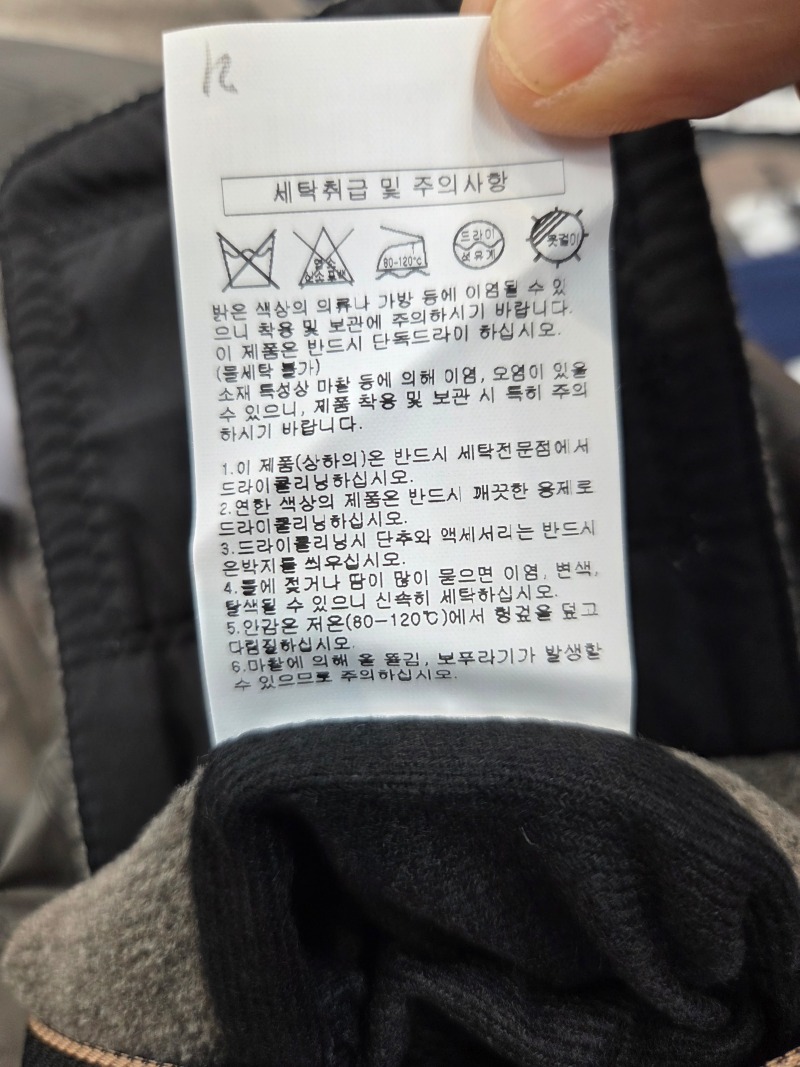 세탁취급 및 주의사항
염소
산소표백
80-120℃
드라이
석유계
옷걸이
밝은 색상의 의류나 가방 등에 이염될 수 있
으니 착용 및 보관에 주의하시기 바랍니다.
이 제품은 반드시 단독드라이 하십시오.
(물세탁 불가)
소재 특성상 마찰 등에 의해 이염, 오염이 있을
수 있으니, 제품 착용 및 보관 시 특히 주의
하시기 바랍니다.
1.이 제품(상하의)은 반드시 세탁전문점에서
드라이클리닝하십시오.
2.연한 색상의 제품은 반드시 깨끗한 용제로
드라이클리닝하십시오.
3.드라이클리닝시 단추와 액세서리는 반드시
은박지를 씌우십시오.
4.물에 젖거나 땀이 많이 묻으면 이염, 변색,
탈색될 수 있으니 신속히 세탁하십시오.
5.안감은 저온(80-120℃)에서 헝겊을 덮고
다림질하십시오.
6.마찰에 의해 올 뜯김, 보푸라기가 발생할
수 있으므로 주의하십시오.